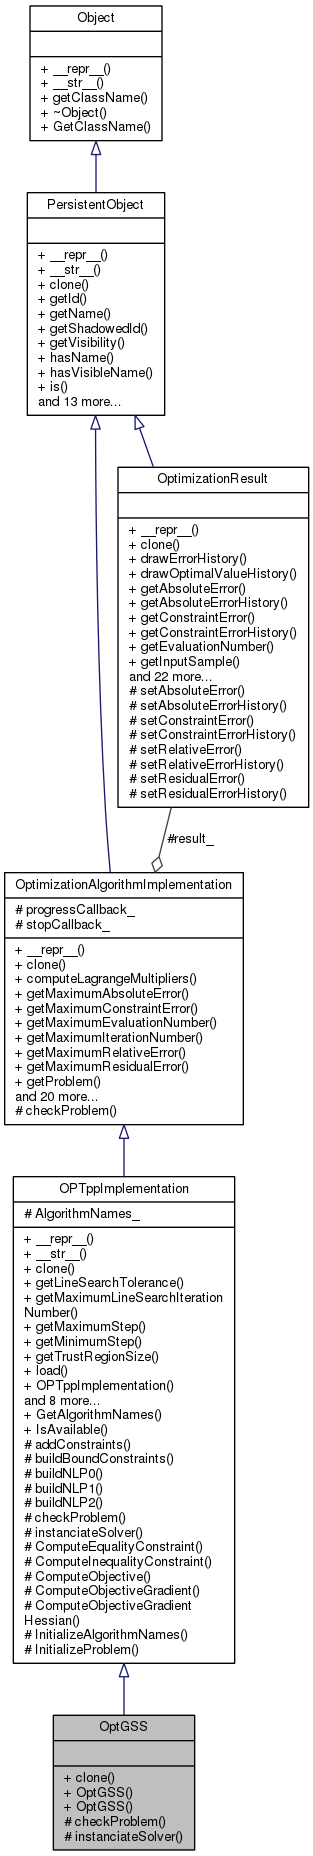 Object
+ __repr__()
+ __str__()
+ getClassName()
+ ~Object()
+ GetClassName()
PersistentObject
+ __repr__()
+ __str__()
+ clone()
+ getId()
+ getName()
+ getShadowedId()
+ getVisibility()
+ hasName()
+ hasVisibleName()
+ is()
and 13 more...
OptimizationResult
+ __repr__()
+ clone()
+ drawErrorHistory()
+ drawOptimalValueHistory()
+ getAbsoluteError()
+ getAbsoluteErrorHistory()
+ getConstraintError()
+ getConstraintErrorHistory()
+ getEvaluationNumber()
+ getInputSample()
and 22 more...
# setAbsoluteError()
# setAbsoluteErrorHistory()
# setConstraintError()
# setConstraintErrorHistory()
# setRelativeError()
# setRelativeErrorHistory()
# setResidualError()
# setResidualErrorHistory()
#result_
OptimizationAlgorithmImplementation
# progressCallback_
# stopCallback_
+ __repr__()
+ clone()
+ computeLagrangeMultipliers()
+ getMaximumAbsoluteError()
+ getMaximumConstraintError()
+ getMaximumEvaluationNumber()
+ getMaximumIterationNumber()
+ getMaximumRelativeError()
+ getMaximumResidualError()
+ getProblem()
and 20 more...
# checkProblem()
OPTppImplementation
# AlgorithmNames_
+ __repr__()
+ __str__()
+ clone()
+ getLineSearchTolerance()
+ getMaximumLineSearchIteration
Number()
+ getMaximumStep()
+ getMinimumStep()
+ getTrustRegionSize()
+ load()
+ OPTppImplementation()
and 8 more...
+ GetAlgorithmNames()
+ IsAvailable()
# addConstraints()
# buildBoundConstraints()
# buildNLP0()
# buildNLP1()
# buildNLP2()
# checkProblem()
# instanciateSolver()
# ComputeEqualityConstraint()
# ComputeInequalityConstraint()
# ComputeObjective()
# ComputeObjectiveGradient()
# ComputeObjectiveGradient
Hessian()
# InitializeAlgorithmNames()
# InitializeProblem()
OptGSS
+ clone()
+ OptGSS()
+ OptGSS()
# checkProblem()
# instanciateSolver()